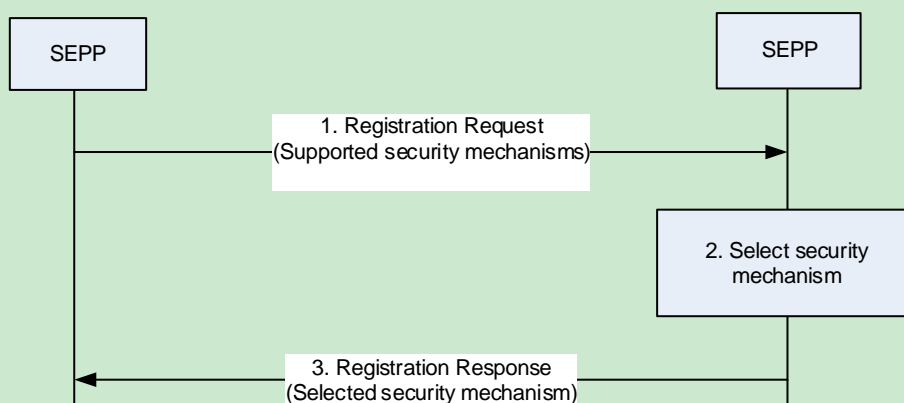 SEPP
SEPP
1. Registration Request
(Supported security mechanisms)
2. Select security
mechanism
3. Registration Response
(Selected security mechanism)